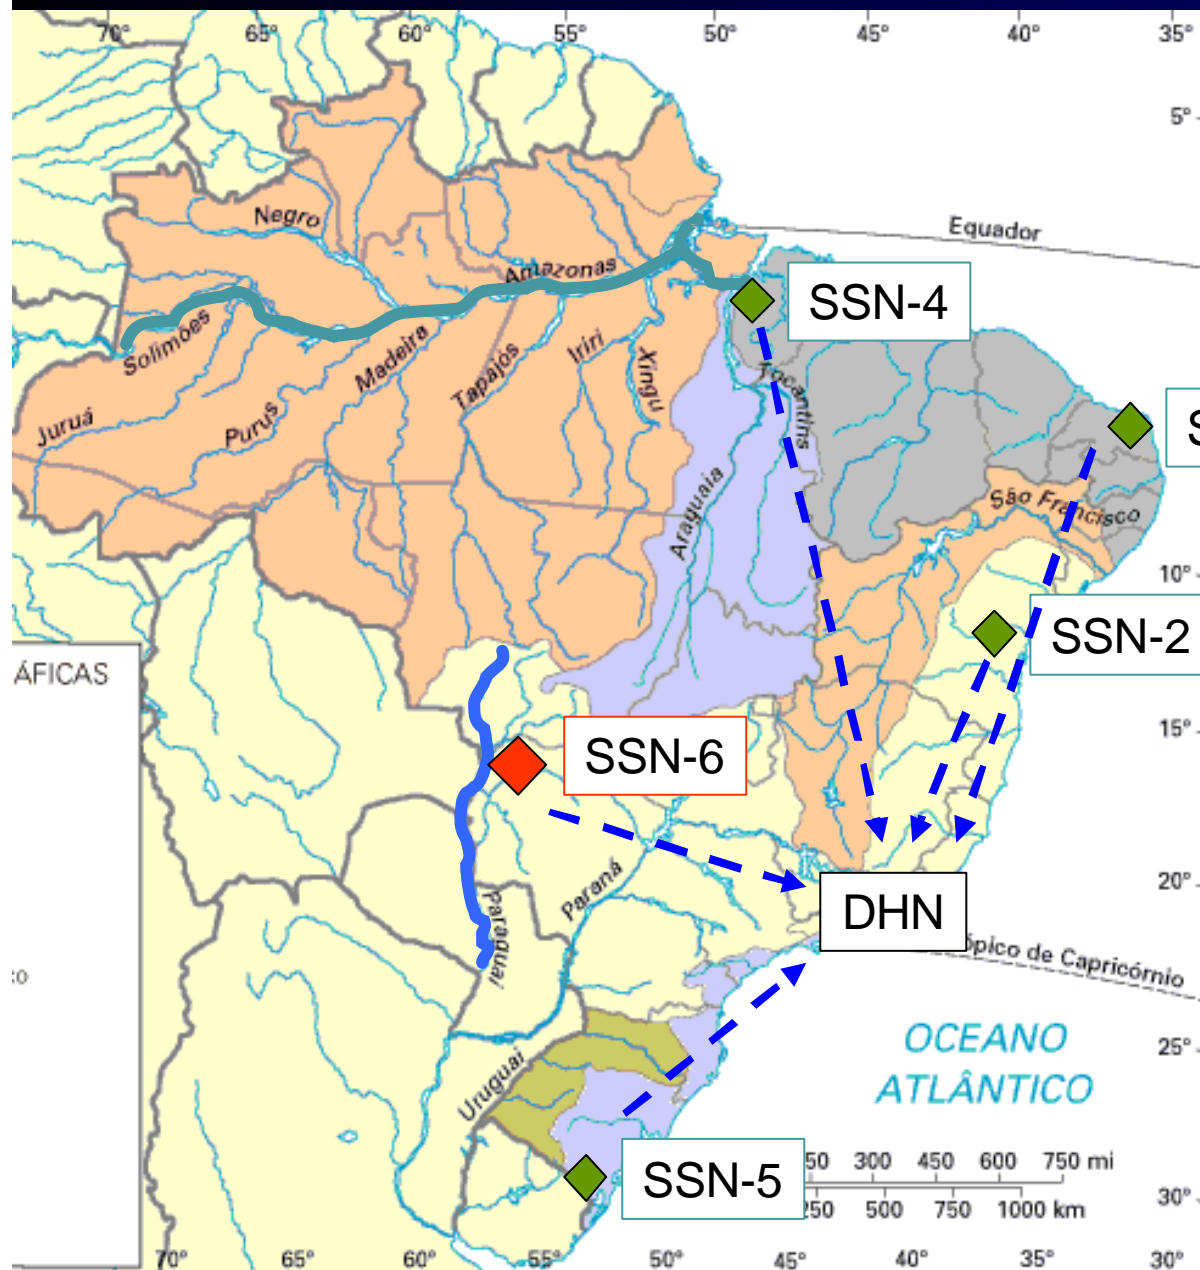 70° 65° 60° 55° 50° 45° 40° 35°
5°
Equador
Negro
Amazonas
SSN-4
Solimões
Madeira
Tapajós
Iriri
Xingu
Tocantins
S
Juruá
Purus
Araguaia
São Francisco
10°
SSN-2
ÁFICAS
15°
SSN-6
Paraná
20°
DHN
Paraguai
ópico de Capricórnio
OCEANO
ATLÂNTICO
25°
Uruguai
50 300 450 600 750 mi
SSN-5
250 500 750 1000 km
30°
70° 65° 60° 55° 50° 45° 40° 35° 30°